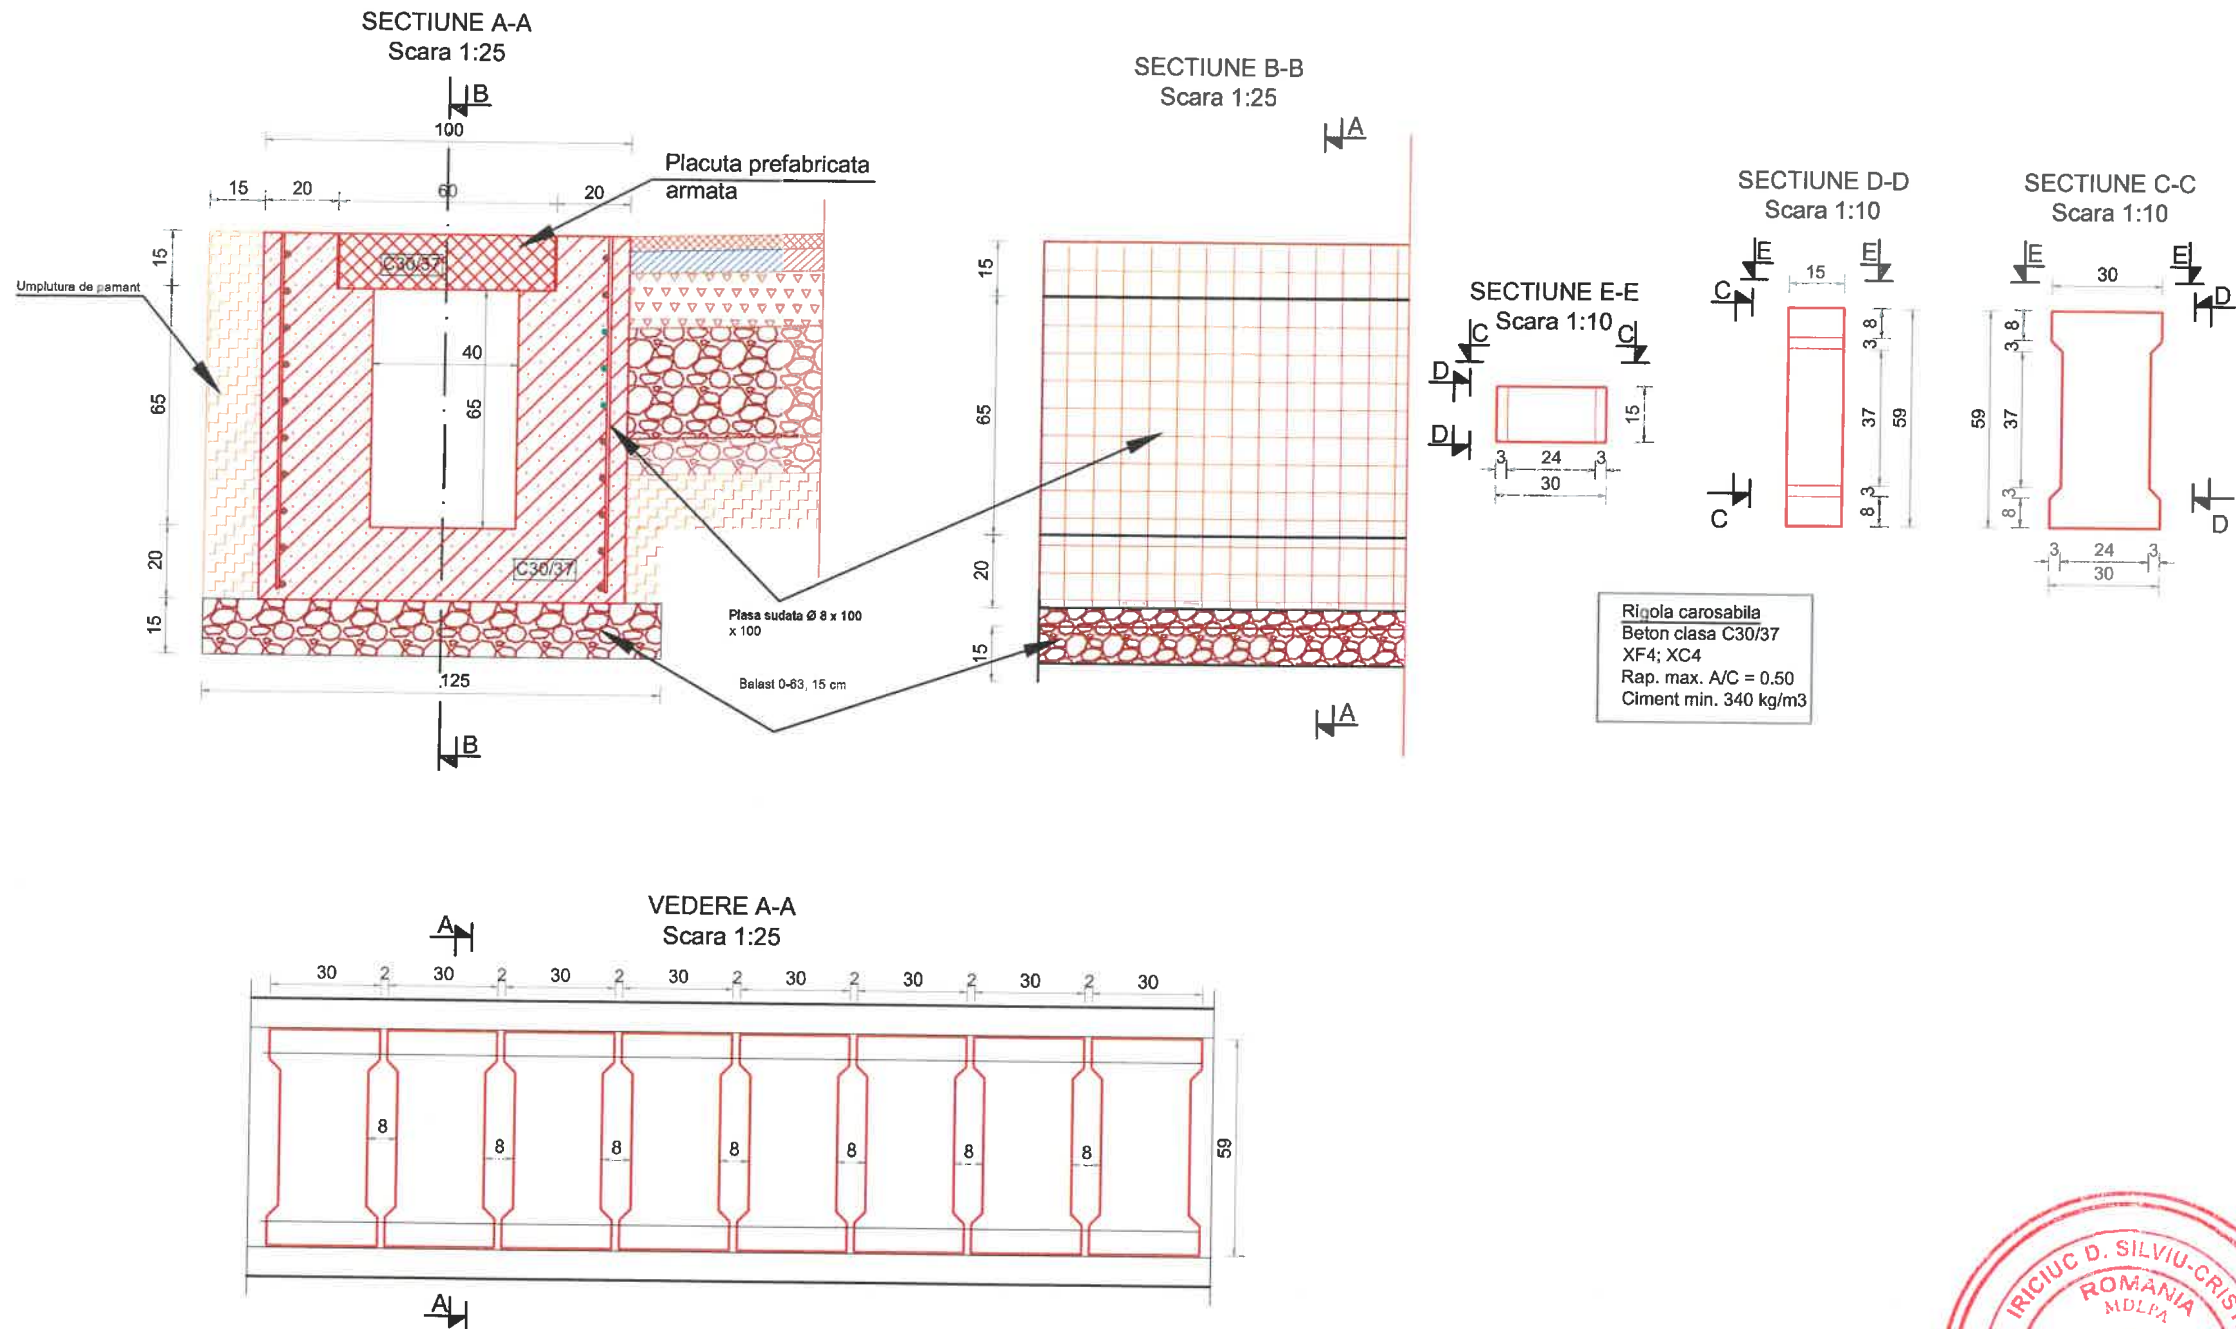 SECTIUNE A-A
Scara 1:25
B
100
15 20 60 20
Placuta prefabricata
armata
C30/37
Umplutura de pamant
15
65
20
15
40
65
C30/37
125
B
Plasa sudata Ø 8 x 100
x 100
Balast 0-63, 15 cm
SECTIUNE B-B
Scara 1:25
A
15
65
20
15
A
SECTIUNE E-E
Scara 1:10
C C
D
D
15
3 24 3
30
SECTIUNE D-D
Scara 1:10
E E
15
C
8
3
37
59
3
8
C
SECTIUNE C-C
Scara 1:10
E E
30
D
8
3
37
59
3
8
D
3 24 3
30
Rigola carosabila
Beton clasa C30/37
XF4; XC4
Rap. max. A/C = 0.50
Ciment min. 340 kg/m3
VEDERE A-A
Scara 1:25
A
30 2 30 2 30 2 30 2 30 2 30 2 30 2 30
8 8 8 8 8 8 8
59
A
IRICIUC D. SILVIU-CRIS
ROMANIA
MDLPA